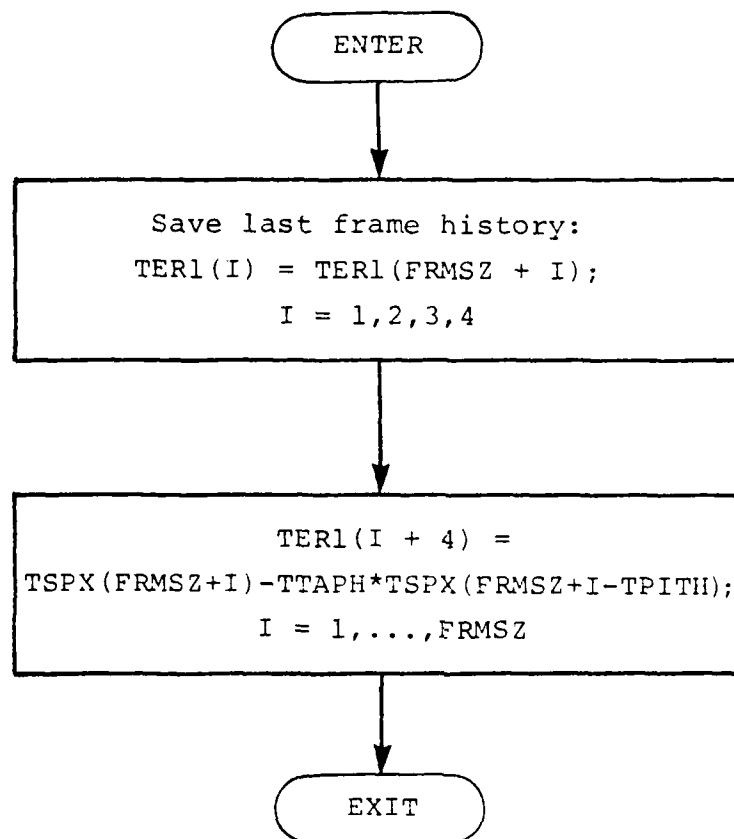 ENTER
Save last frame history:
TER1(I) = TER1(FRMSZ + I);
I = 1,2,3,4
TER1(I + 4) =
TSPX(FRMSZ+I)-TTAPH*TSPX(FRMSZ+I-TPITH);
I = 1,...,FRMSZ
EXIT